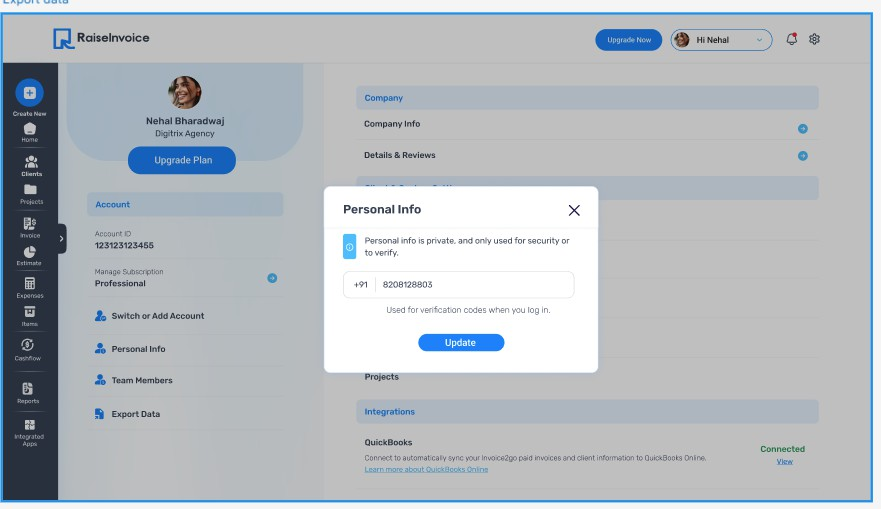 Export data
RaiseInvoice
Upgrade Now
Hi Nehal
Create New
Home
Clients
Projects
Invoice
Estimate
Expenses
Items
Cashflow
Reports
Integrated
Apps
Nehal Bharadwaj
Digitrix Agency
Upgrade Plan
Account
Account ID
123123123455
Manage Subscription
Professional
Switch or Add Account
Personal Info
Team Members
Export Data
Company
Company Info
Details & Reviews
Personal Info
Personal info is private, and only used for security or
to verify.
+91 8208128803
Used for verification codes when you log in.
Update
Projects
Integrations
QuickBooks
Connect to automatically sync your Invoice2go paid invoices and client information to QuickBooks Online.
Learn more about QuickBooks Online
Connected
View